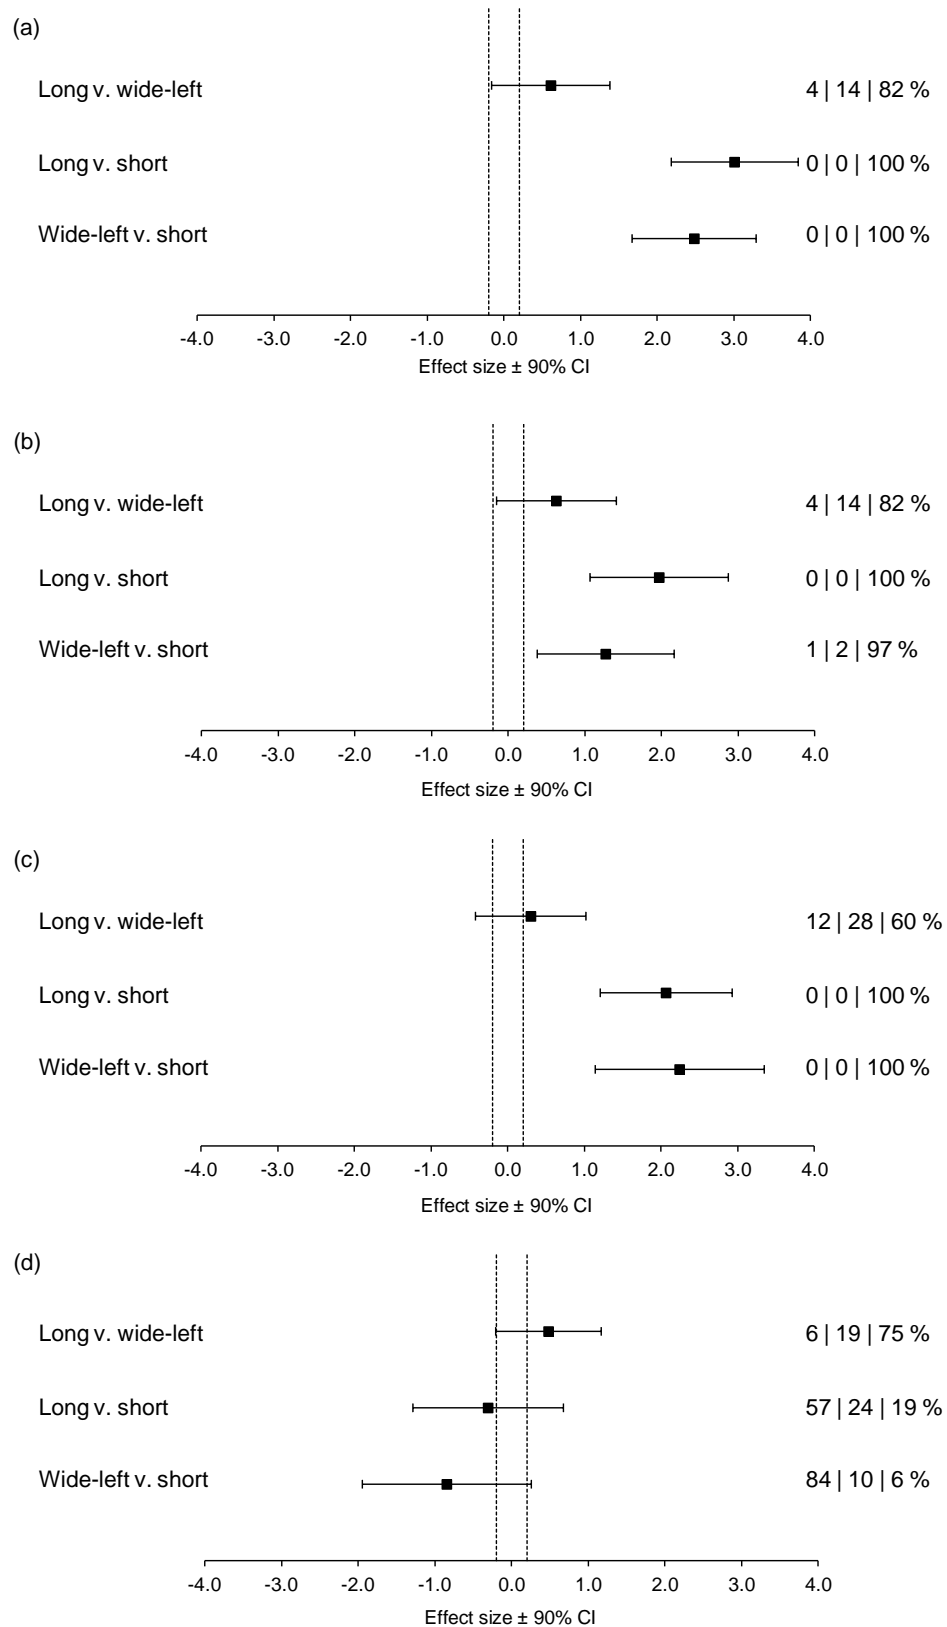 (a)
Long v. wide-left 4 | 14 | 82 %
Long v. short 0 | 0 | 100 %
Wide-left v. short 0 | 0 | 100 %
-4.0 -3.0 -2.0 -1.0 0.0 1.0 2.0 3.0 4.0
Effect size ± 90% CI
(b)
Long v. wide-left 4 | 14 | 82 %
Long v. short 0 | 0 | 100 %
Wide-left v. short 1 | 2 | 97 %
-4.0 -3.0 -2.0 -1.0 0.0 1.0 2.0 3.0 4.0
Effect size ± 90% CI
(c)
Long v. wide-left 12 | 28 | 60 %
Long v. short 0 | 0 | 100 %
Wide-left v. short 0 | 0 | 100 %
-4.0 -3.0 -2.0 -1.0 0.0 1.0 2.0 3.0 4.0
Effect size ± 90% CI
(d)
Long v. wide-left 6 | 19 | 75 %
Long v. short 57 | 24 | 19 %
Wide-left v. short 84 | 10 | 6 %
-4.0 -3.0 -2.0 -1.0 0.0 1.0 2.0 3.0 4.0
Effect size ± 90% CI